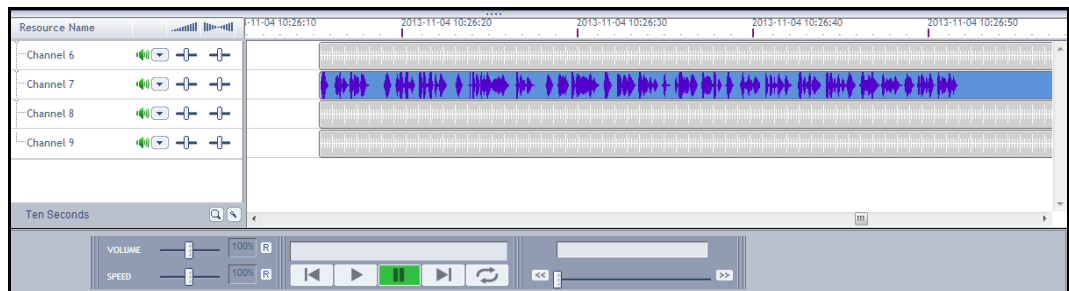 Resource Name
-11-04 10:26:10 2013-11-04 10:26:20 2013-11-04 10:26:30 2013-11-04 10:26:40 2013-11-04 10:26:50
Channel 6
Channel 7
Channel 8
Channel 9
Ten Seconds
VOLUME 100% R
SPEED 100% R
<< >>